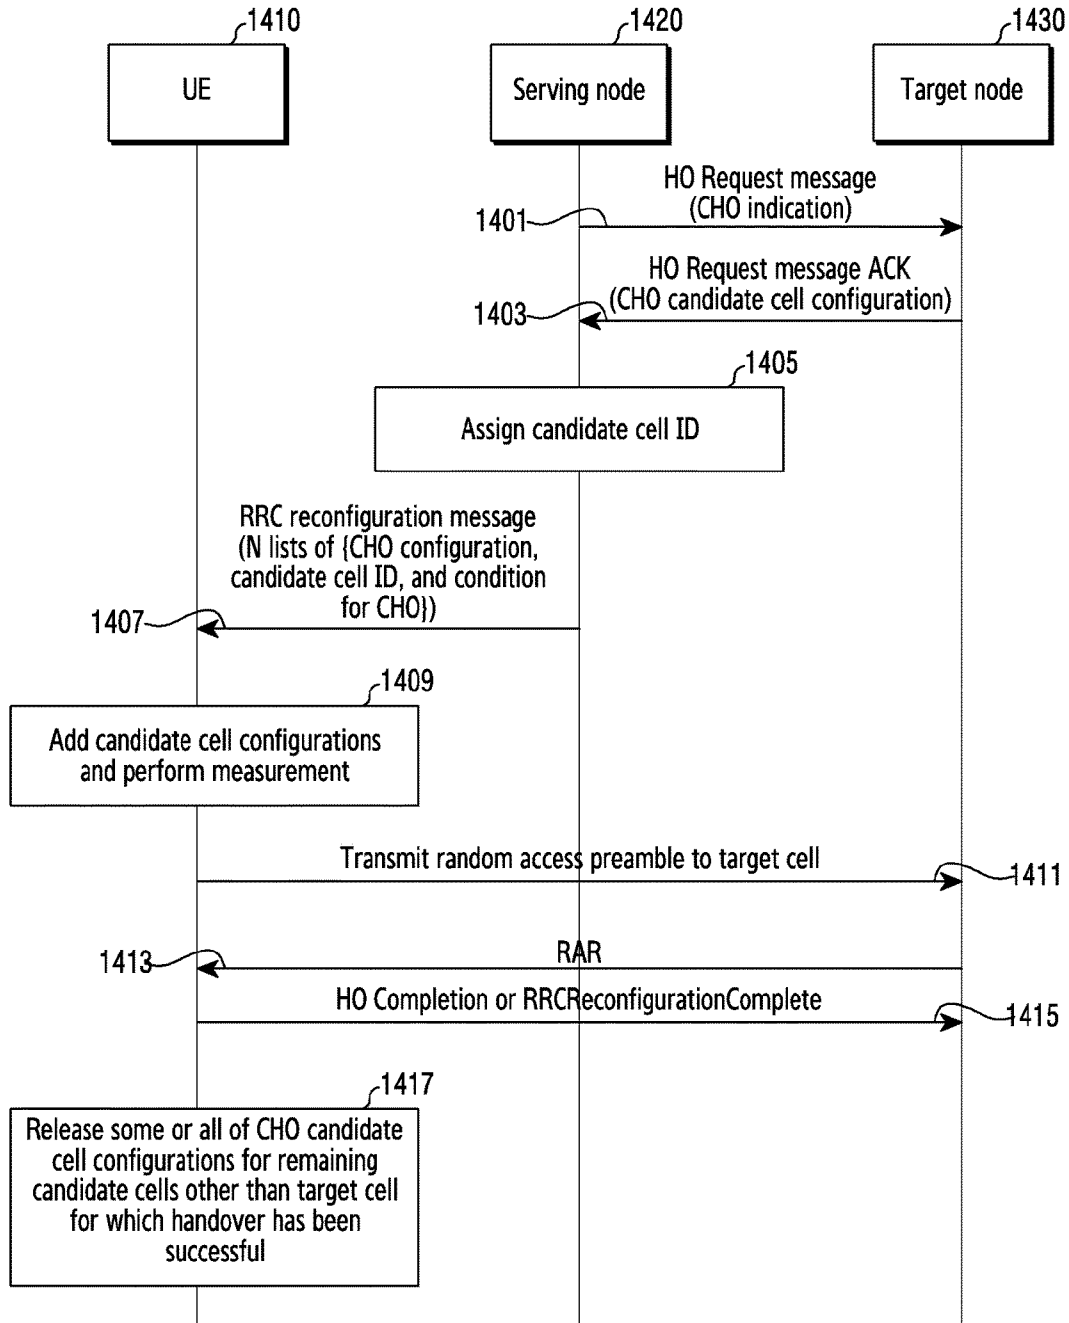 1410
1420
1430
UE
Serving node
Target node
HO Request message
(CHO indication)
1401
HO Request message ACK
(CHO candidate cell configuration)
1403
1405
Assign candidate cell ID
RRC reconfiguration message
(N lists of {CHO configuration,
candidate cell ID, and condition
for CHO})
1407
1409
Add candidate cell configurations
and perform measurement
Transmit random access preamble to target cell
1411
RAR
1413
HO Completion or RRCReconfigurationComplete
1415
1417
Release some or all of CHO candidate
cell configurations for remaining
candidate cells other than target cell
for which handover has been
successful